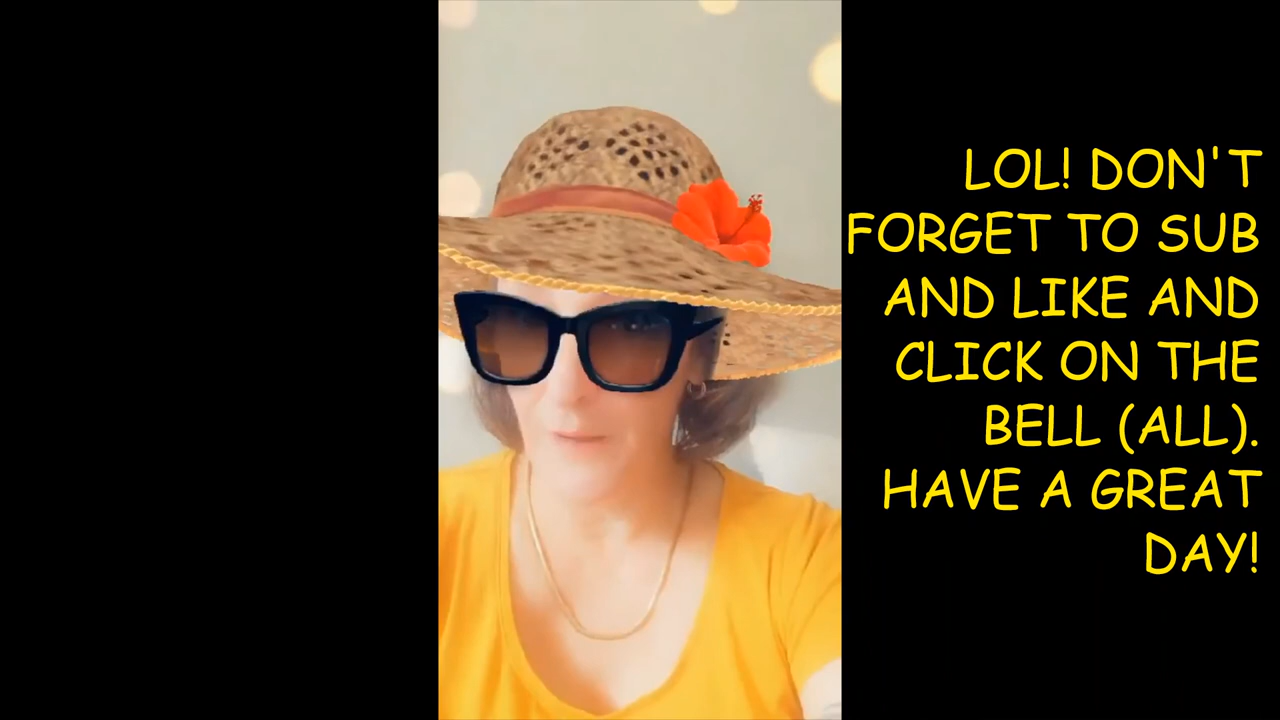 LOL! DON'T
FORGET TO SUB
AND LIKE AND
CLICK ON THE
BELL (ALL).
HAVE A GREAT
DAY!